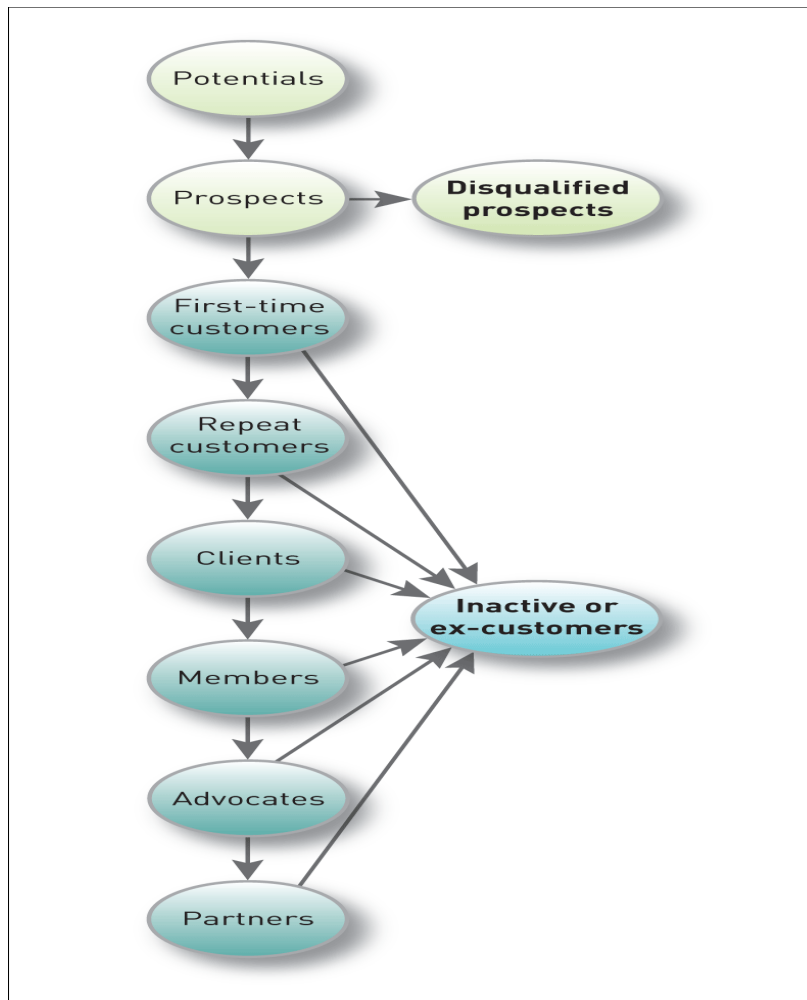 Potentials
Prospects
Disqualified
prospects
First-time
customers
Repeat
customers
Clients
Inactive or
ex-customers
Members
Advocates
Partners